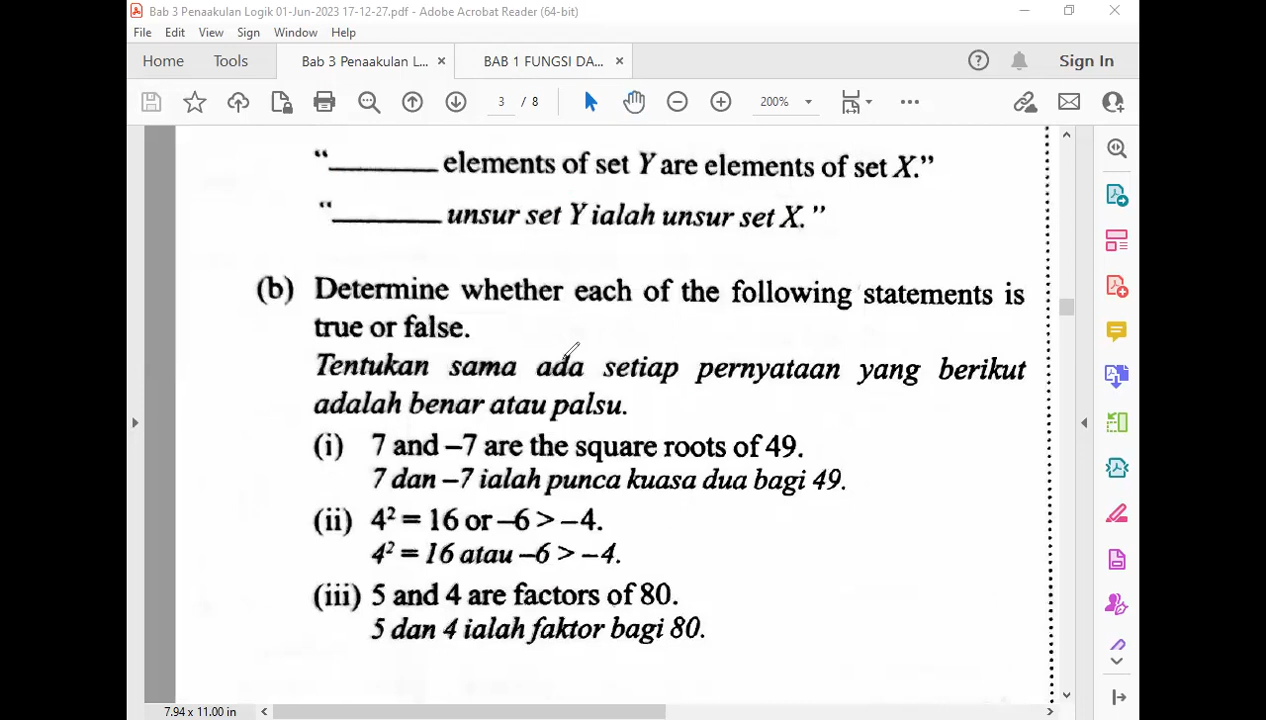 Bab 3 Penaakulan Logik 01-Jun-2023 17-12-27.pdf - Adobe Acrobat Reader (64-bit)
File Edit View Sign Window Help
Home Tools Bab 3 Penaakulan L... BAB 1 FUNGSI DA... Sign In
3 / 8 200%
“_______ elements of set Y are elements of set X.”
“_______ unsur set Y ialah unsur set X.”
(b) Determine whether each of the following statements is
true or false.
Tentukan sama ada setiap pernyataan yang berikut
adalah benar atau palsu.
(i) 7 and –7 are the square roots of 49.
7 dan –7 ialah punca kuasa dua bagi 49.
(ii) 4² = 16 or –6 > –4.
4² = 16 atau –6 > –4.
(iii) 5 and 4 are factors of 80.
5 dan 4 ialah faktor bagi 80.
7.94 x 11.00 in